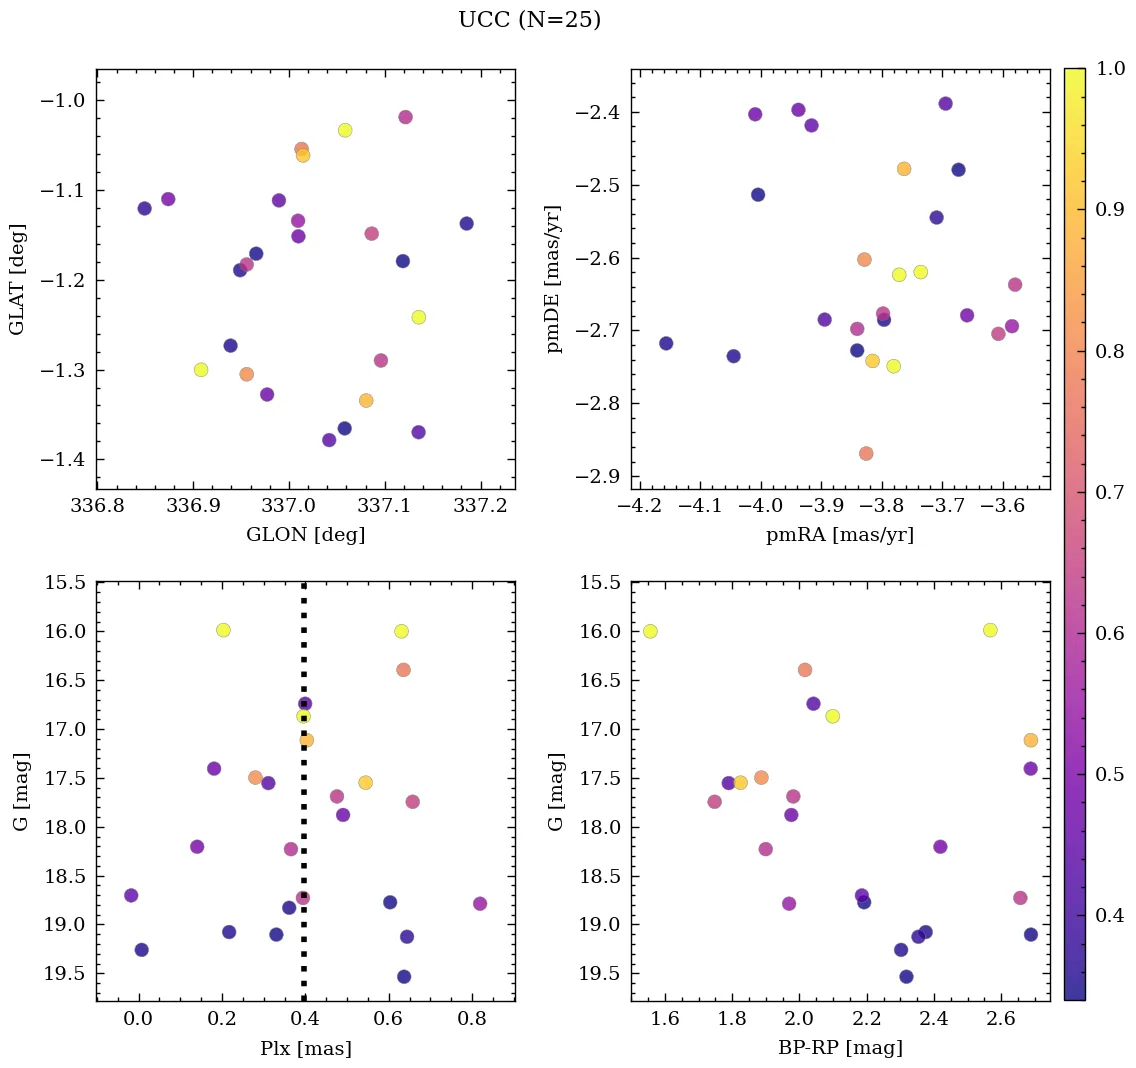 UCC (N=25)
−1.0
−1.1
−1.2
−1.3
−1.4
GLAT [deg]
336.8 336.9 337.0 337.1 337.2
GLON [deg]
−2.4
−2.5
−2.6
−2.7
−2.8
−2.9
pmDE [mas/yr]
−4.2 −4.1 −4.0 −3.9 −3.8 −3.7 −3.6
pmRA [mas/yr]
15.5
16.0
16.5
17.0
17.5
18.0
18.5
19.0
19.5
G [mag]
0.0 0.2 0.4 0.6 0.8
Plx [mas]
15.5
16.0
16.5
17.0
17.5
18.0
18.5
19.0
19.5
G [mag]
1.6 1.8 2.0 2.2 2.4 2.6
BP-RP [mag]
1.0
0.9
0.8
0.7
0.6
0.5
0.4